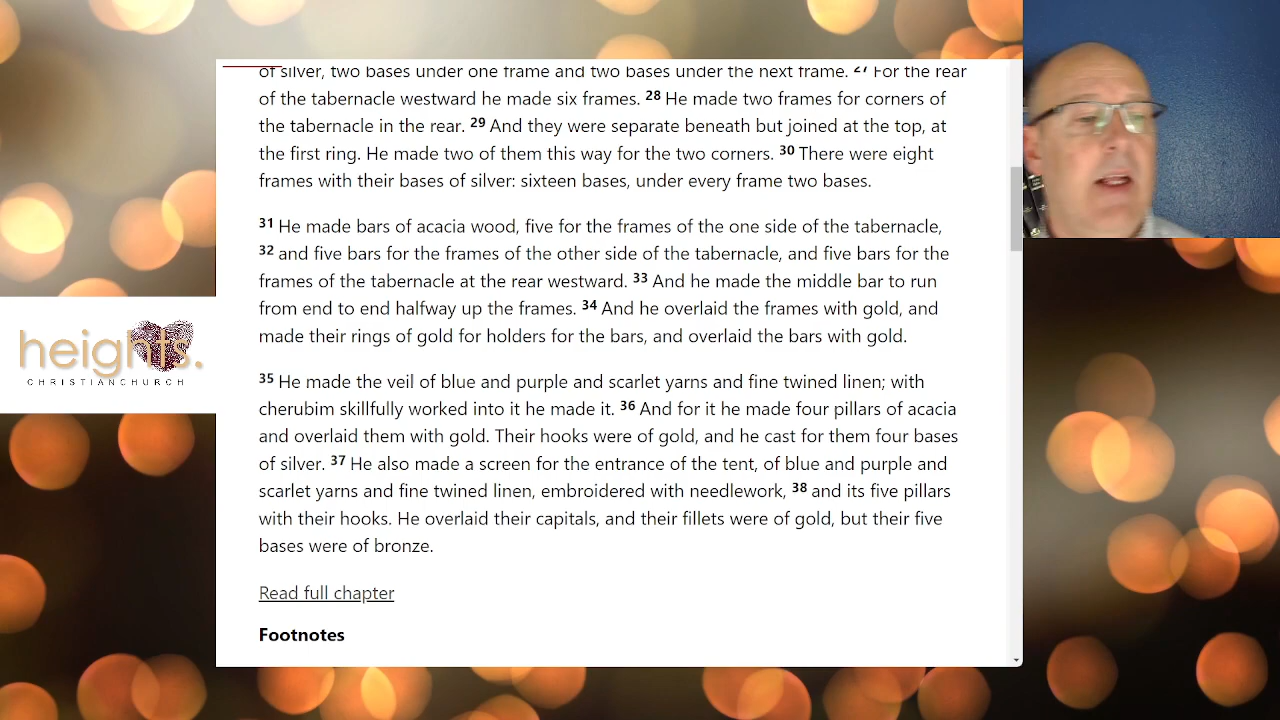 of silver, two bases under one frame and two bases under the next frame. 27 For the rear
of the tabernacle westward he made six frames. 28 He made two frames for corners of
the tabernacle in the rear. 29 And they were separate beneath but joined at the top, at
the first ring. He made two of them this way for the two corners. 30 There were eight
frames with their bases of silver: sixteen bases, under every frame two bases.
31 He made bars of acacia wood, five for the frames of the one side of the tabernacle,
32 and five bars for the frames of the other side of the tabernacle, and five bars for the
frames of the tabernacle at the rear westward. 33 And he made the middle bar to run
from end to end halfway up the frames. 34 And he overlaid the frames with gold, and
made their rings of gold for holders for the bars, and overlaid the bars with gold.
35 He made the veil of blue and purple and scarlet yarns and fine twined linen; with
cherubim skillfully worked into it he made it. 36 And for it he made four pillars of acacia
and overlaid them with gold. Their hooks were of gold, and he cast for them four bases
of silver. 37 He also made a screen for the entrance of the tent, of blue and purple and
scarlet yarns and fine twined linen, embroidered with needlework, 38 and its five pillars
with their hooks. He overlaid their capitals, and their fillets were of gold, but their five
bases were of bronze.
Read full chapter
Footnotes
heights.
CHRISTIANCHURCH